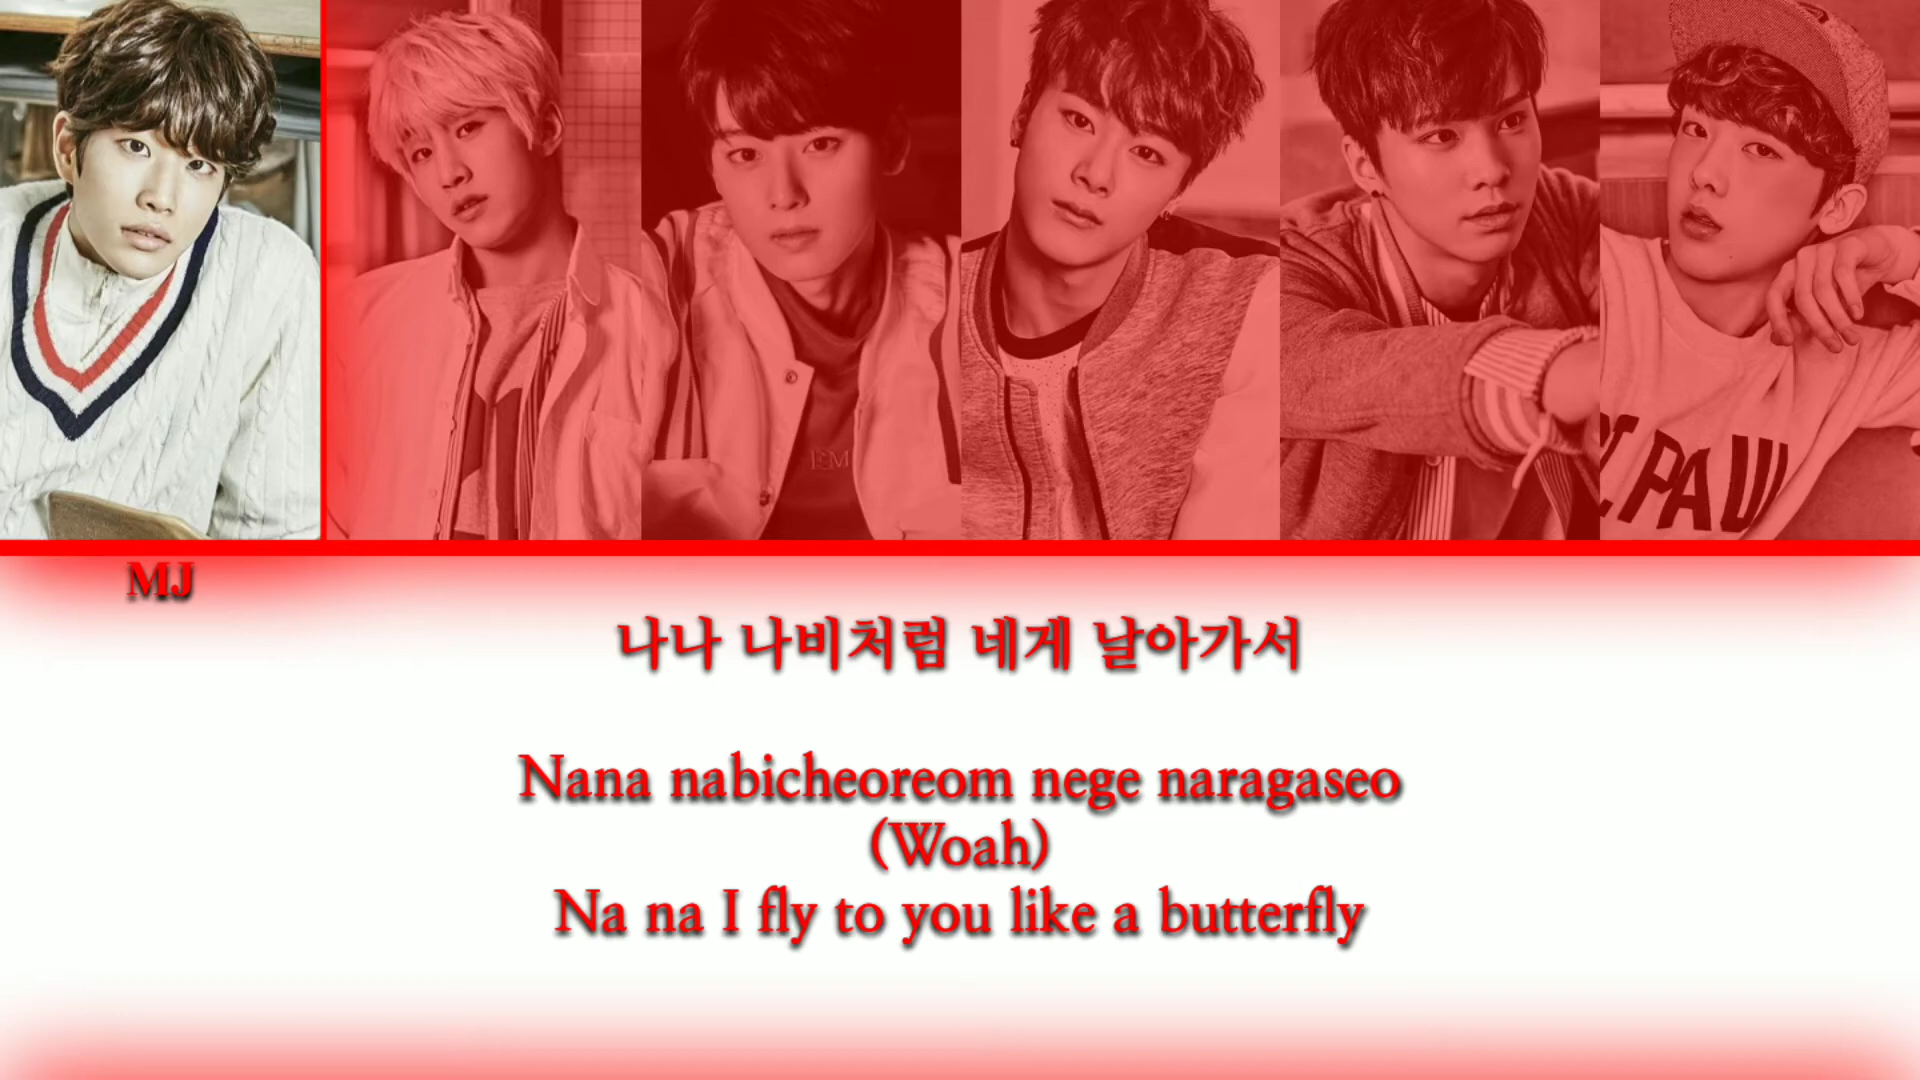 MJ
나나 나비처럼 네게 날아가서
Nana nabicheoreom nege naragaseo
(Woah)
Na na I fly to you like a butterfly
PAUL